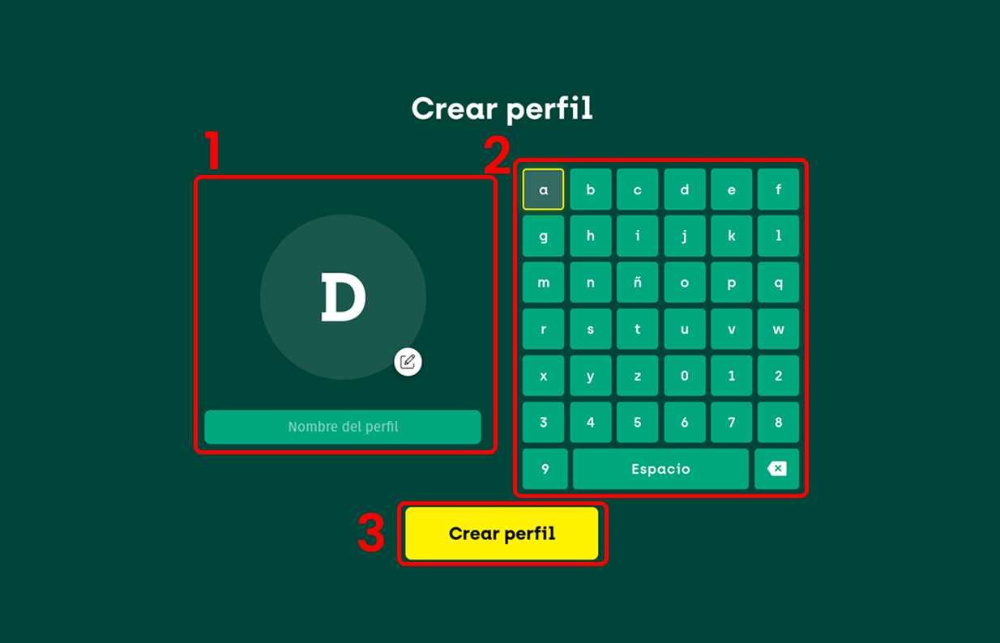 Crear perfil
1
2
D
Nombre del perfil
a b c d e f
g h i j k l
m n ñ o p q
r s t u v w
x y z 0 1 2
3 4 5 6 7 8
9 Espacio
3
Crear perfil